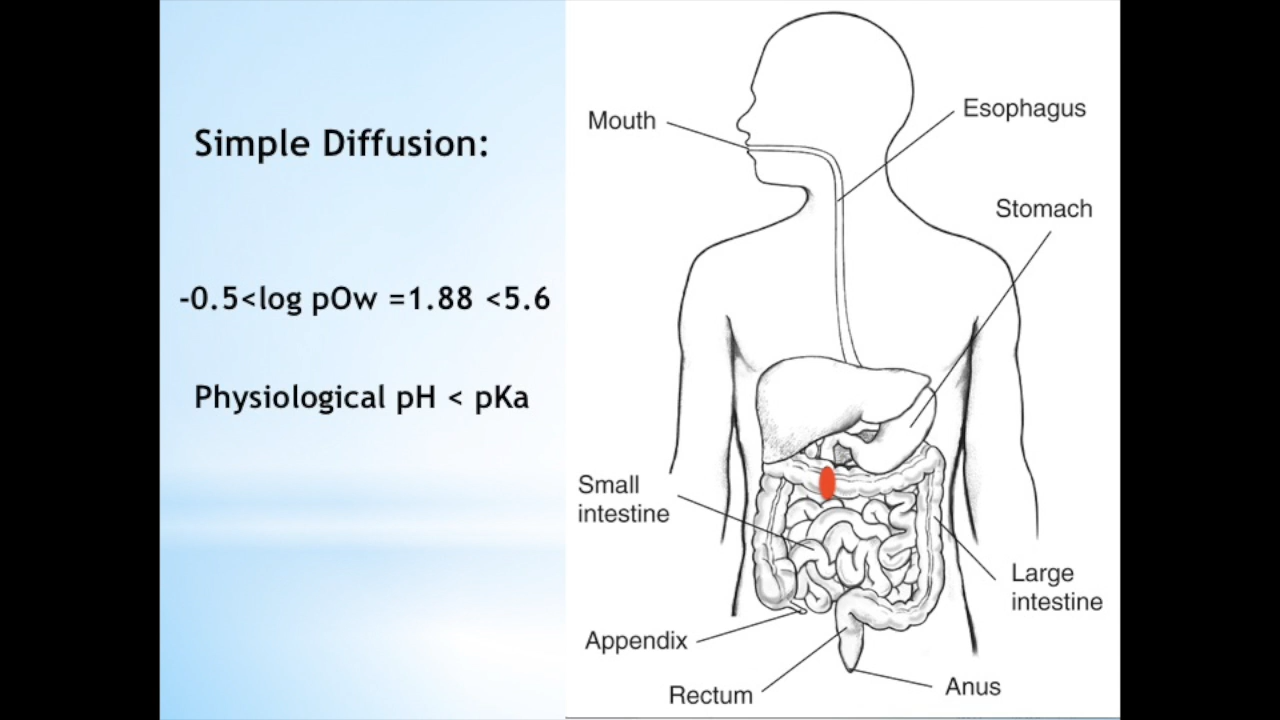 Simple Diffusion:
-0.5<log pOw =1.88 <5.6
Physiological pH < pKa
Mouth
Esophagus
Stomach
Small
intestine
Large
intestine
Appendix
Rectum
Anus